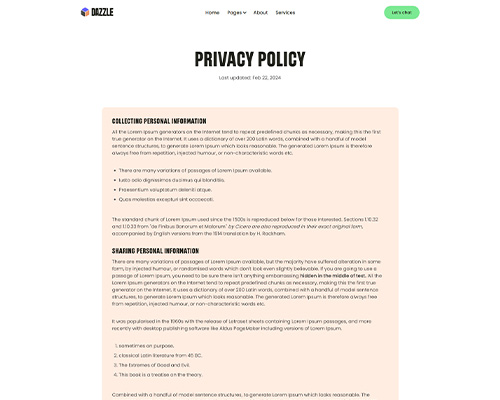 DAZZLE
Home Pages About Services
Let's chat
PRIVACY POLICY
Last updated: Feb 22, 2024
COLLECTING PERSONAL INFORMATION
All the Lorem Ipsum generators on the Internet tend to repeat predefined chunks as necessary, making this the first
true generator on the Internet. It uses a dictionary of over 200 Latin words, combined with a handful of model
sentence structures, to generate Lorem Ipsum which looks reasonable. The generated Lorem Ipsum is therefore
always free from repetition, injected humour, or non-characteristic words etc.
There are many variations of passages of Lorem Ipsum available.
Iusto odio dignissimos ducimus qui blanditiis.
Praesentium voluptatum deleniti atque.
Quas molestias excepturi sint occaecati.
The standard chunk of Lorem Ipsum used since the 1500s is reproduced below for those interested. Sections 1.10.32
and 1.10.33 from "de Finibus Bonorum et Malorum" by Cicero are also reproduced in their exact original form,
accompanied by English versions from the 1914 translation by H. Rackham.
SHARING PERSONAL INFORMATION
There are many variations of passages of Lorem Ipsum available, but the majority have suffered alteration in some
form, by injected humour, or randomised words which don't look even slightly believable. If you are going to use a
passage of Lorem Ipsum, you need to be sure there isn't anything embarrassing hidden in the middle of text. All the
Lorem Ipsum generators on the Internet tend to repeat predefined chunks as necessary, making this the first true
generator on the Internet. It uses a dictionary of over 200 Latin words, combined with a handful of model sentence
structures, to generate Lorem Ipsum which looks reasonable. The generated Lorem Ipsum is therefore always free
from repetition, injected humour, or non-characteristic words etc.
It was popularised in the 1960s with the release of Letraset sheets containing Lorem Ipsum passages, and more
recently with desktop publishing software like Aldus PageMaker including versions of Lorem Ipsum.
1. sometimes on purpose.
2. classical Latin literature from 45 BC.
3. The Extremes of Good and Evil.
4. This book is a treatise on the theory.
Combined with a handful of model sentence structures, to generate Lorem Ipsum which looks reasonable. The